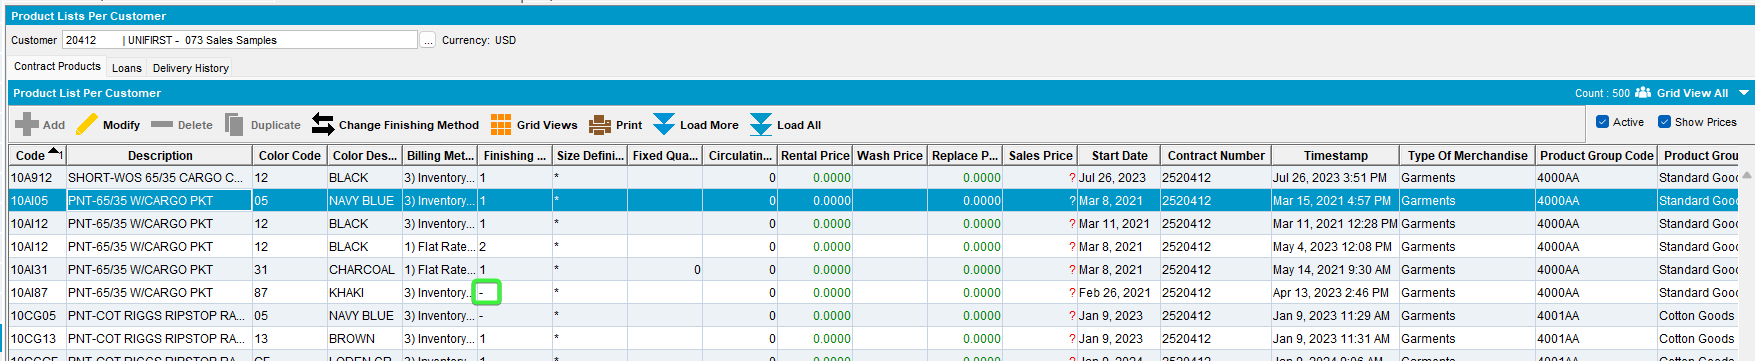 Product Lists Per Customer
Customer 20412 | UNIFIRST - 073 Sales Samples ... Currency: USD
Contract Products Loans Delivery History
Product List Per Customer Count : 500 Grid View All
Add Modify Delete Duplicate Change Finishing Method Grid Views Print Load More Load All Active Show Prices
Code Description Color Code Color Des... Billing Met... Finishing ... Size Defini... Fixed Qua... Circulatin... Rental Price Wash Price Replace P... Sales Price Start Date Contract Number Timestamp Type Of Merchandise Product Group Code Product Grou
10A912 SHORT-WOS 65/35 CARGO C... 12 BLACK 3) Inventory... 1 * 0 0.0000 0.0000 ? Jul 26, 2023 2520412 Jul 26, 2023 3:51 PM Garments 4000AA Standard Good
10AI05 PNT-65/35 W/CARGO PKT 05 NAVY BLUE 3) Inventory... 1 * 0 0.0000 0.0000 ? Mar 8, 2021 2520412 Mar 15, 2021 4:57 PM Garments 4000AA Standard Good
10AI12 PNT-65/35 W/CARGO PKT 12 BLACK 3) Inventory... 1 * 0 0.0000 0.0000 ? Mar 11, 2021 2520412 Mar 11, 2021 12:28 PM Garments 4000AA Standard Good
10AI12 PNT-65/35 W/CARGO PKT 12 BLACK 1) Flat Rate... 2 * 0 0.0000 0.0000 ? Mar 8, 2021 2520412 May 4, 2023 12:08 PM Garments 4000AA Standard Good
10AI31 PNT-65/35 W/CARGO PKT 31 CHARCOAL 1) Flat Rate... 1 * 0 0 0.0000 0.0000 ? Mar 8, 2021 2520412 May 14, 2021 9:30 AM Garments 4000AA Standard Good
10AI87 PNT-65/35 W/CARGO PKT 87 KHAKI 3) Inventory... - * 0 0.0000 0.0000 ? Feb 26, 2021 2520412 Apr 13, 2023 2:46 PM Garments 4000AA Standard Good
10CG05 PNT-COT RIGGS RIPSTOP RA... 05 NAVY BLUE 3) Inventory... - * 0 0.0000 0.0000 ? Jan 9, 2023 2520412 Jan 9, 2023 11:29 AM Garments 4001AA Cotton Goods
10CG13 PNT-COT RIGGS RIPSTOP RA... 13 BROWN 3) Inventory... 1 * 0 0.0000 0.0000 ? Jan 9, 2023 2520412 Jan 9, 2023 11:31 AM Garments 4001AA Cotton Goods